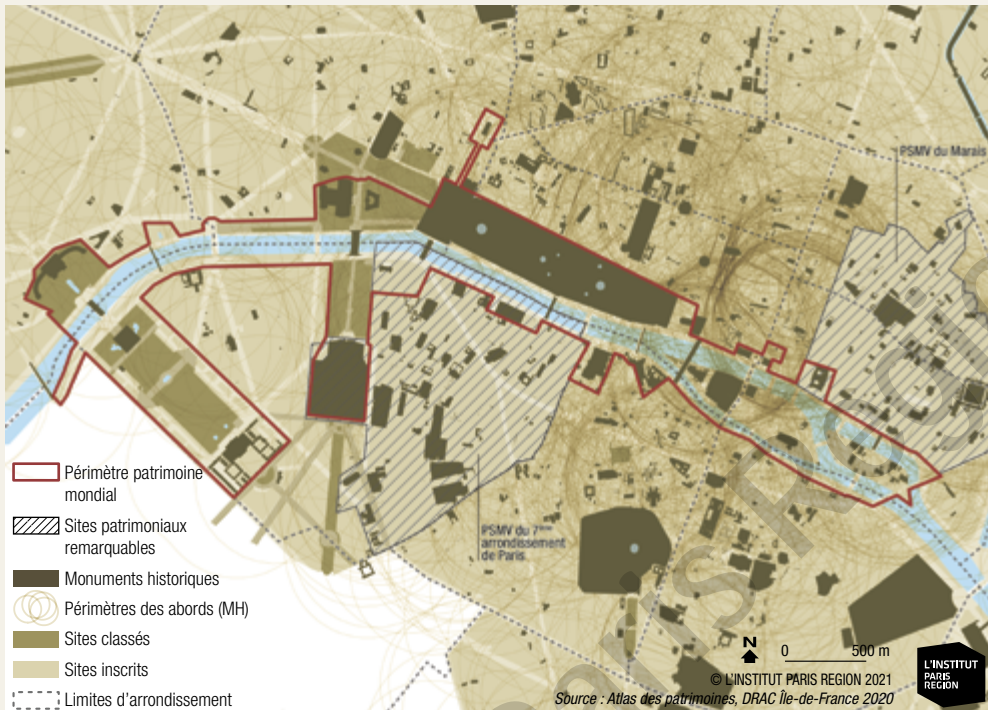 PSMV du Marais
Périmètre patrimoine
mondial
Sites patrimoniaux
remarquables
Monuments historiques
Périmètres des abords (MH)
Sites classés
Sites inscrits
Limites d'arrondissement
PSMV du 7ème
arrondissement
de Paris
N
0 500 m
© L'INSTITUT PARIS REGION 2021
Source : Atlas des patrimoines, DRAC Île-de-France 2020
L'INSTITUT
PARIS
REGION
Paris Region